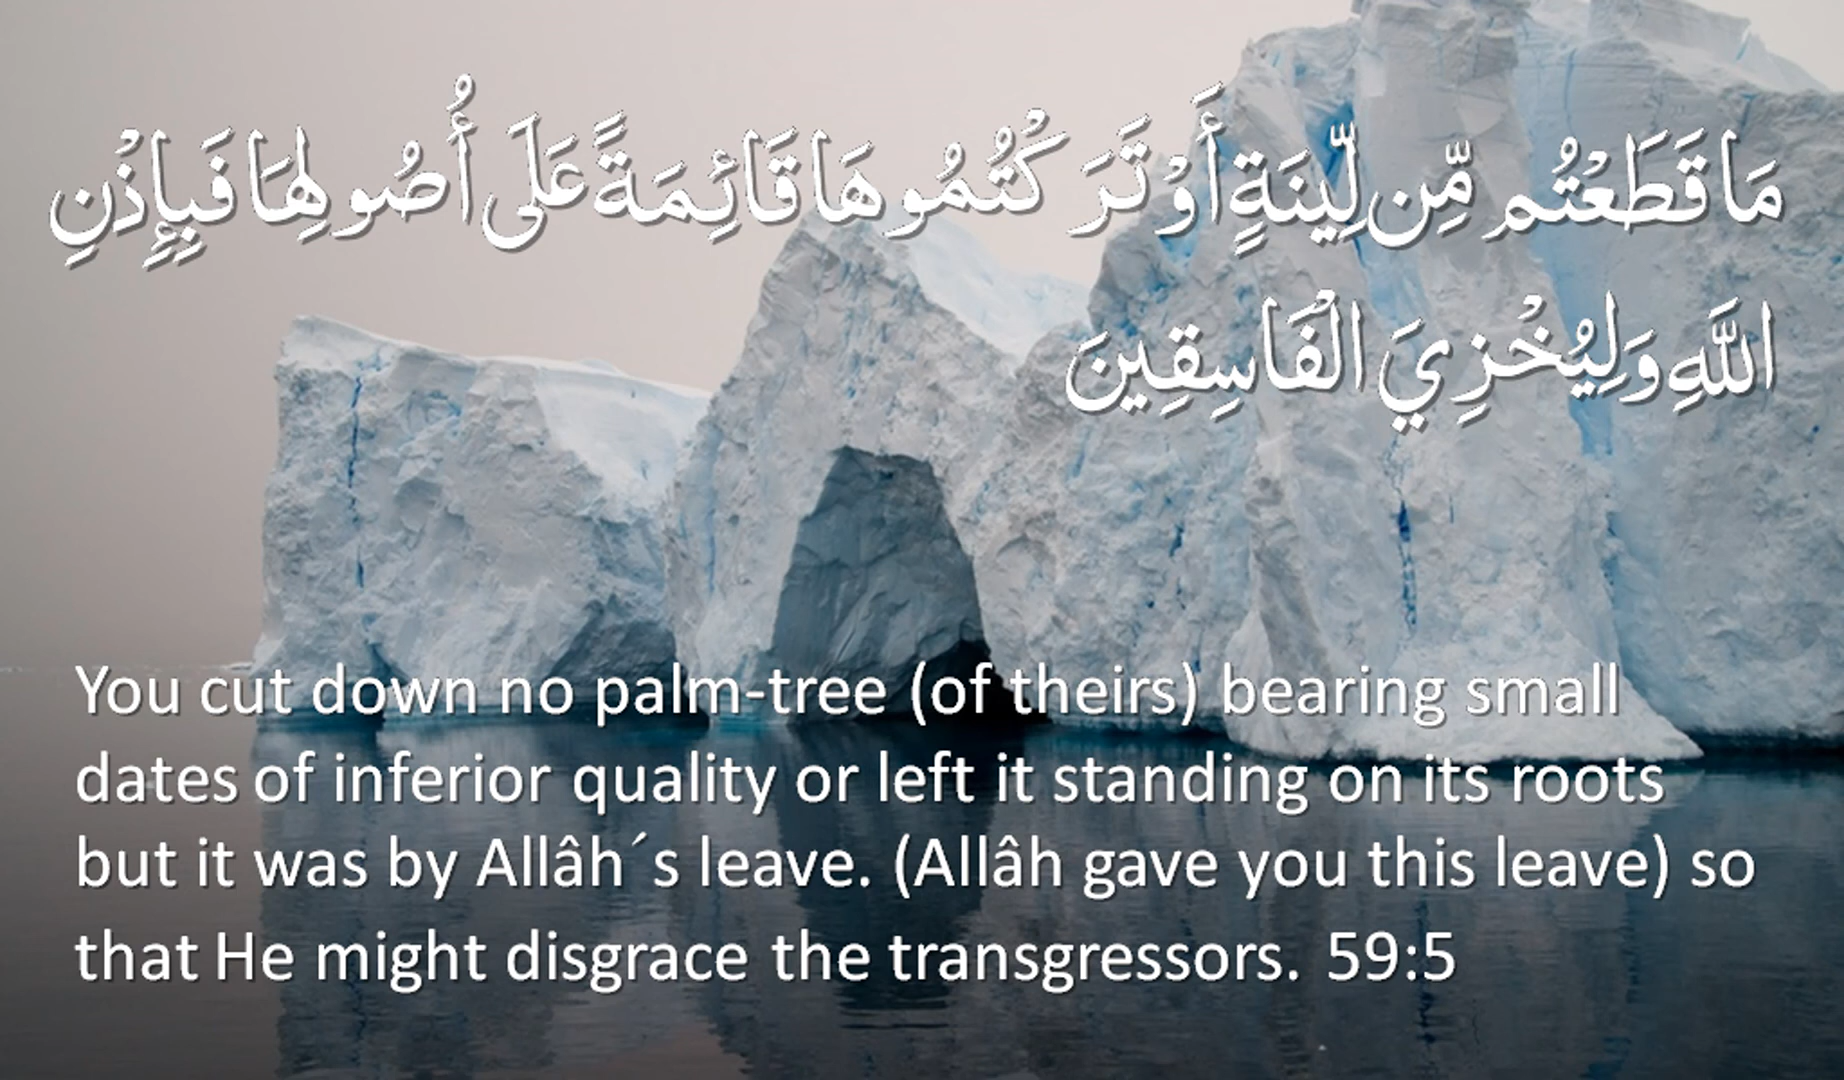 مَا قَطَعْتُم مِّن لِّينَةٍ أَوْ تَرَكْتُمُوهَا قَائِمَةً عَلَى أُصُولِهَا فَبِإِذْنِ
اللَّهِ وَلِيُخْزِيَ الْفَاسِقِينَ
You cut down no palm-tree (of theirs) bearing small
dates of inferior quality or left it standing on its roots
but it was by Allâh´s leave. (Allâh gave you this leave) so
that He might disgrace the transgressors. 59:5